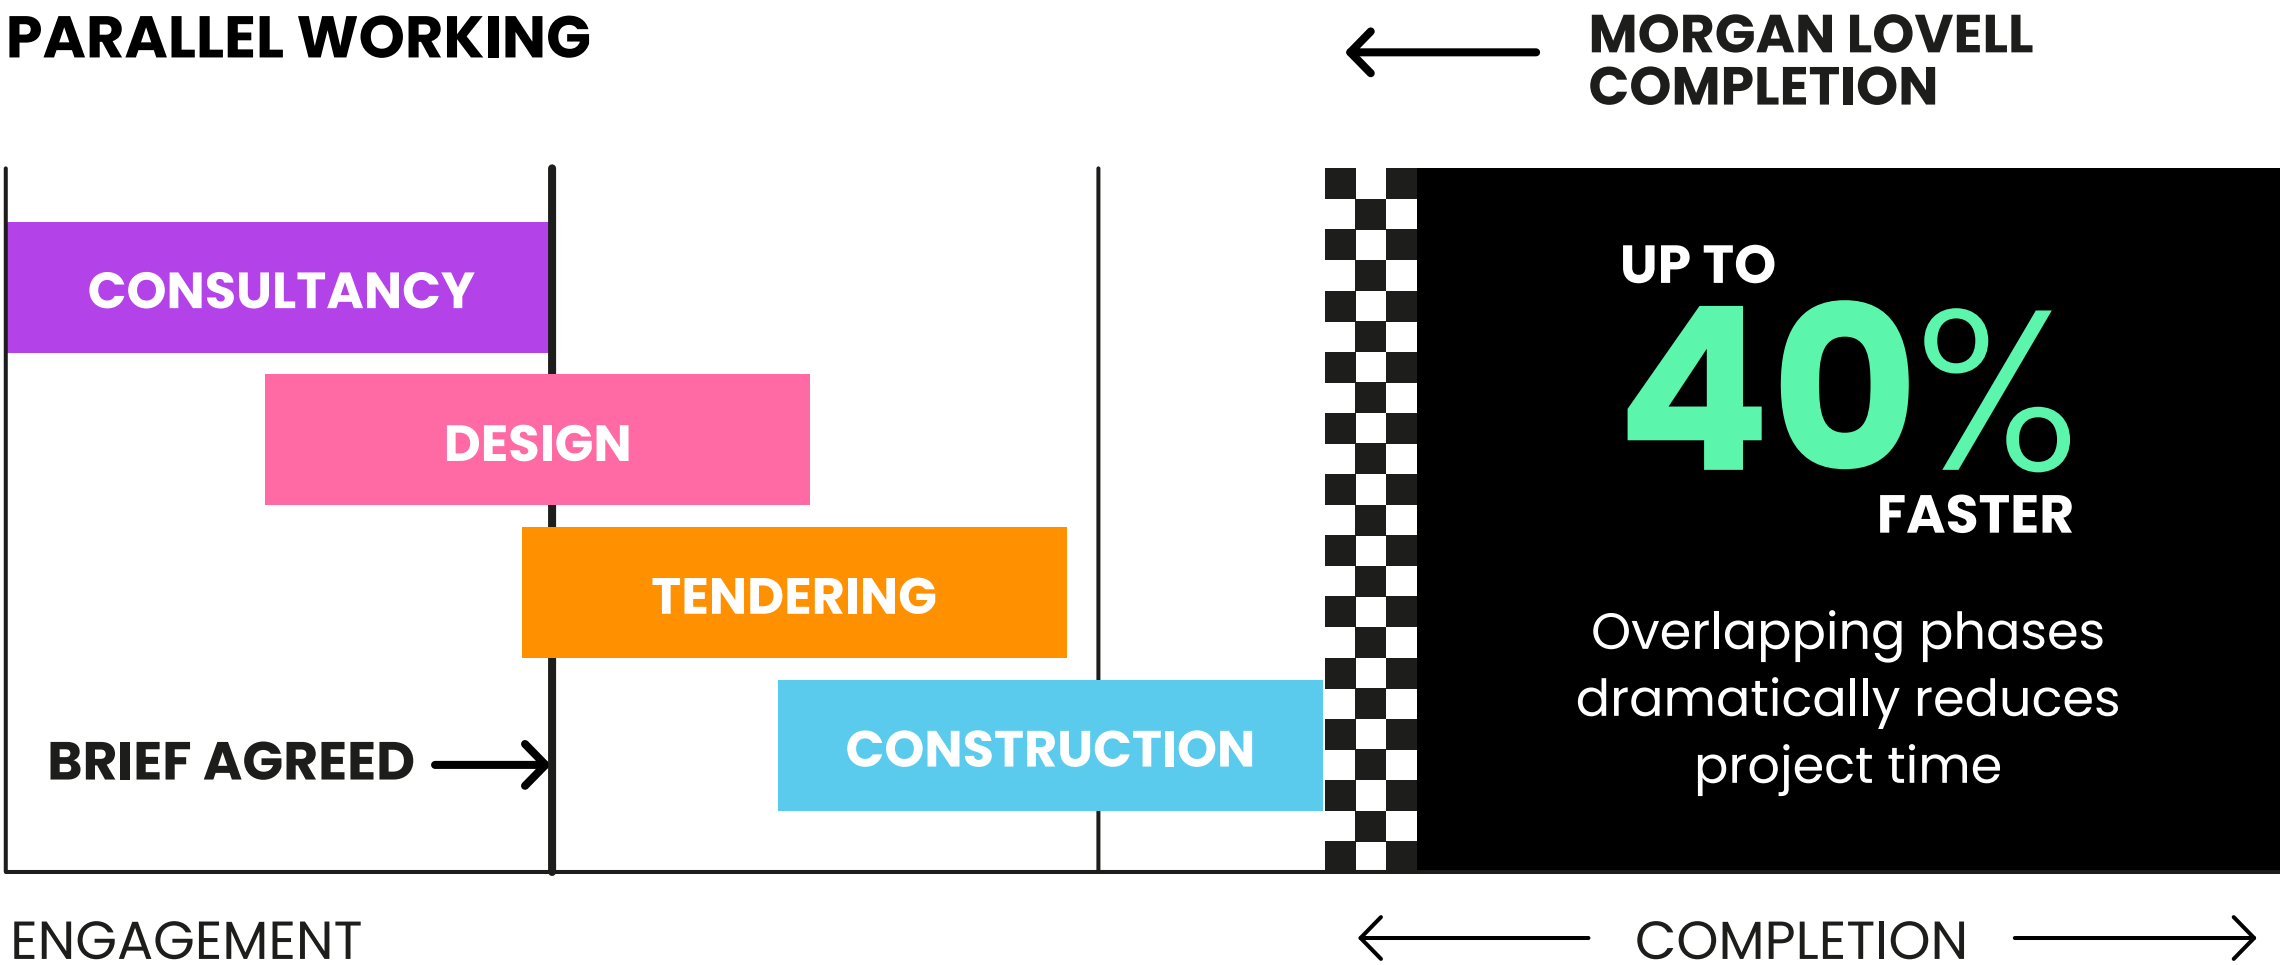 PARALLEL WORKING
MORGAN LOVELL
COMPLETION
CONSULTANCY
DESIGN
TENDERING
CONSTRUCTION
BRIEF AGREED
UP TO
40%
FASTER
Overlapping phases
dramatically reduces
project time
ENGAGEMENT
COMPLETION